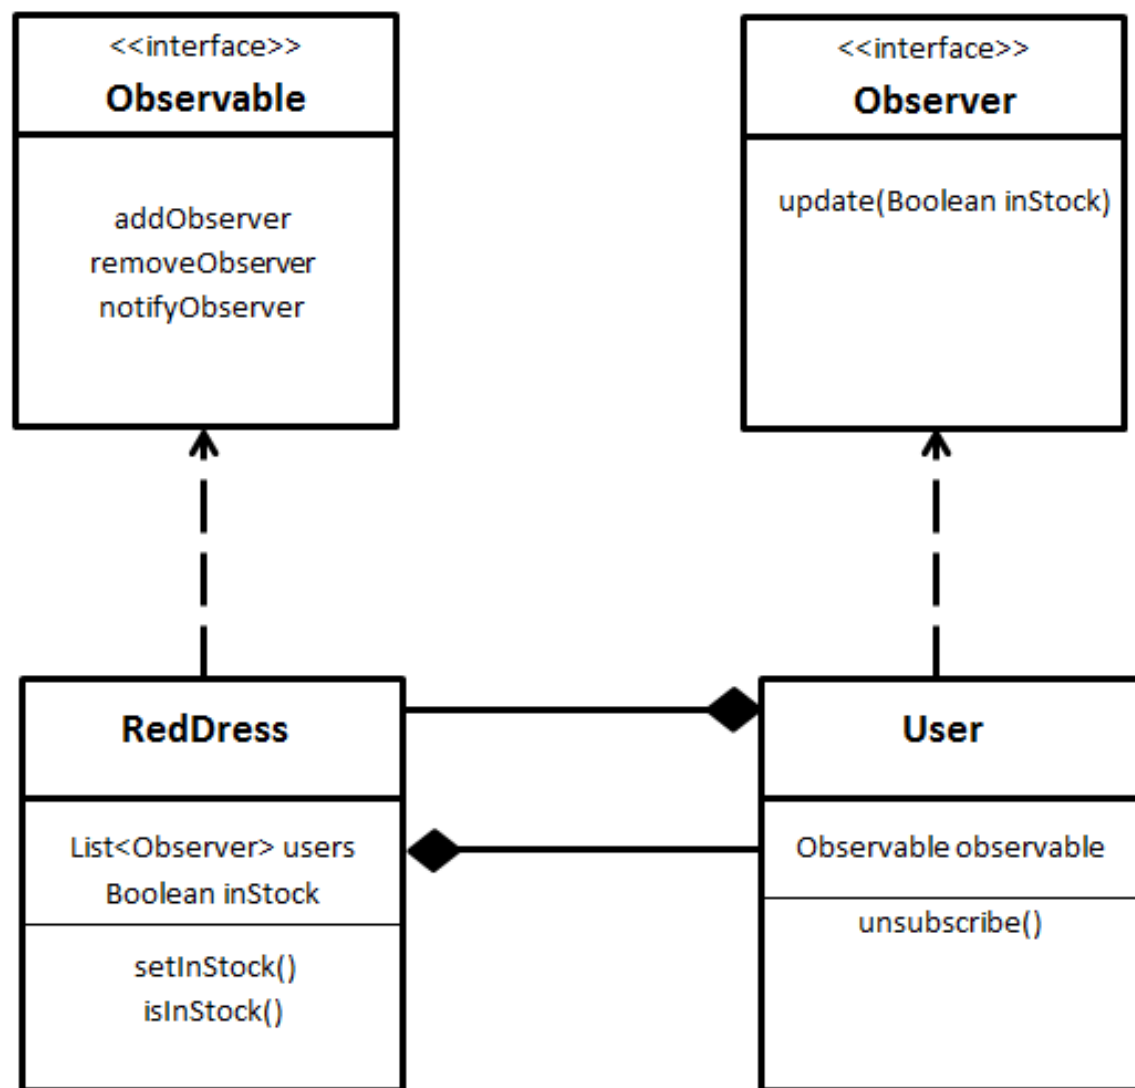 <<interface>>
Observable
addObserver
removeObserver
notifyObserver
<<interface>>
Observer
update(Boolean inStock)
RedDress
List<Observer> users
Boolean inStock
setInStock()
isInStock()
User
Observable observable
unsubscribe()